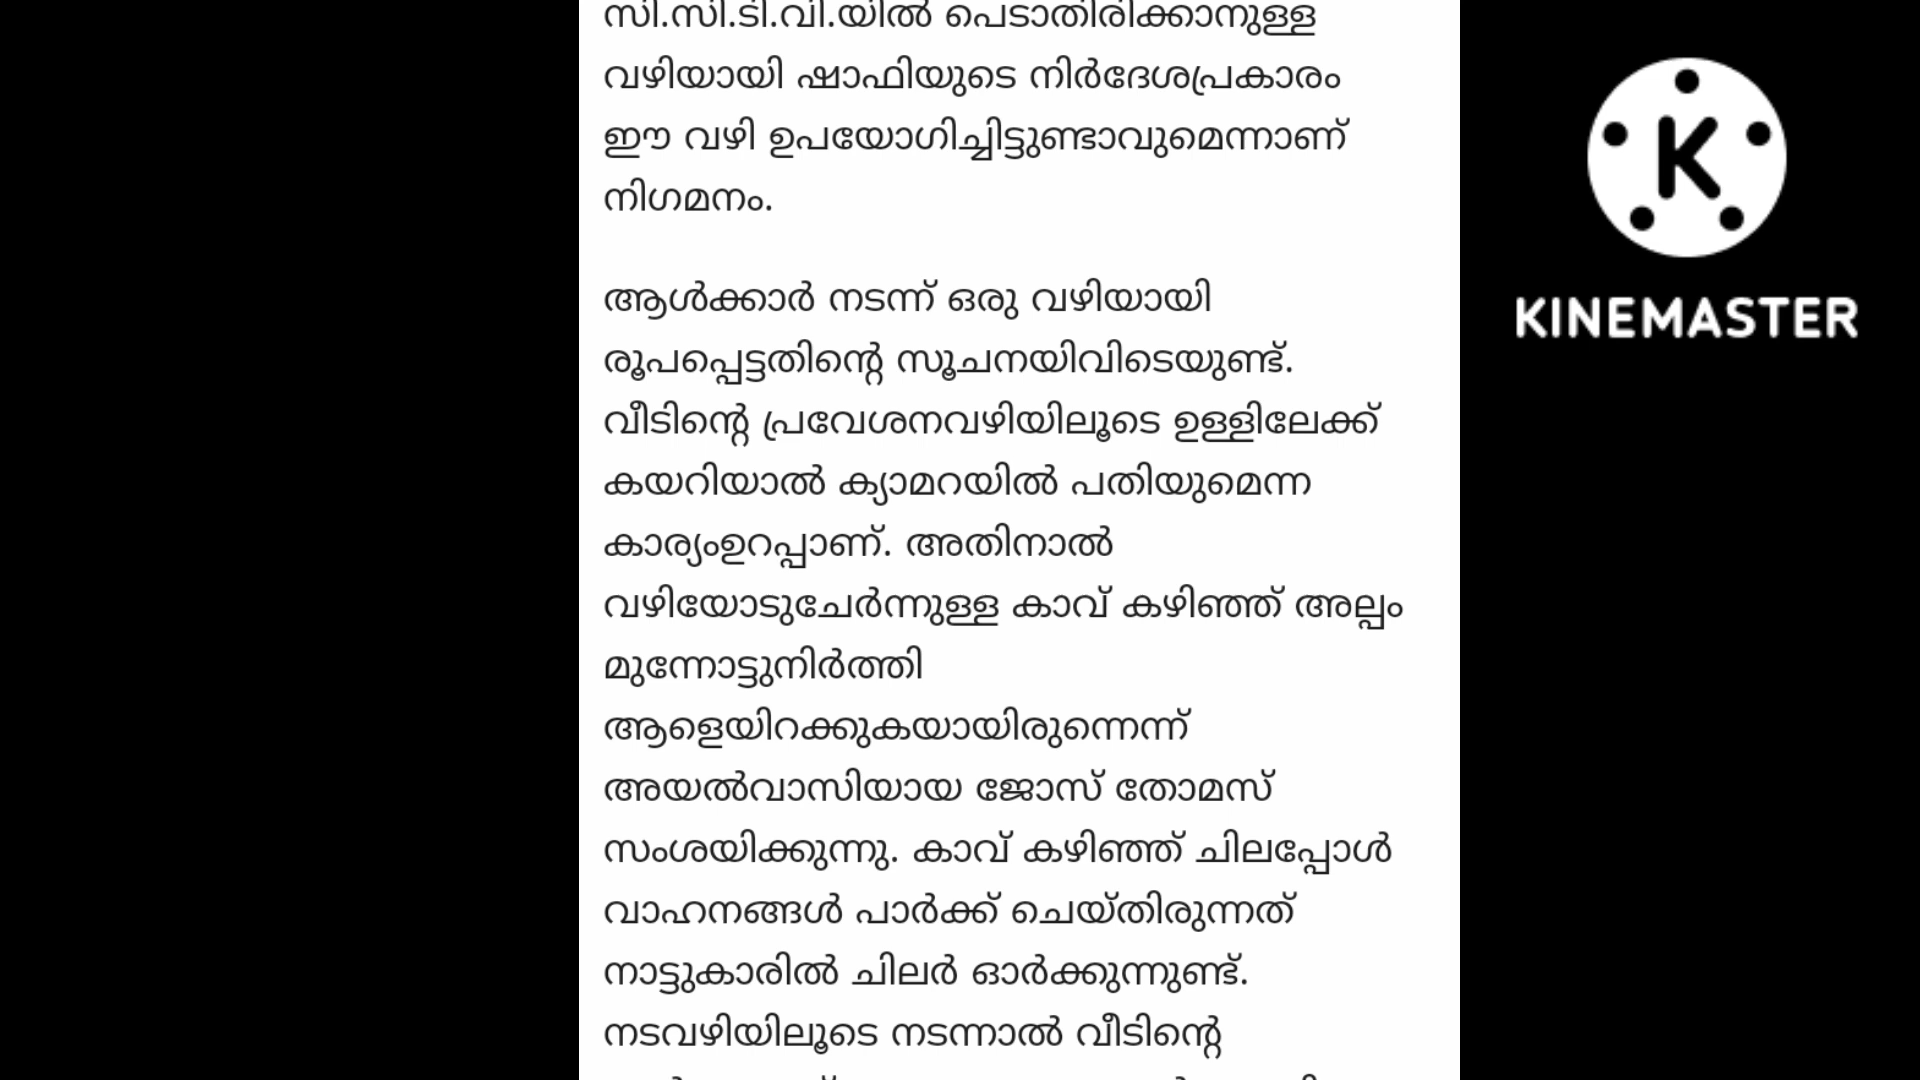 സി.സി.ടി.വി.യിൽ പെടാതിരിക്കാനുള്ള
വഴിയായി ഷാഫിയുടെ നിർദേശപ്രകാരം
ഈ വഴി ഉപയോഗിച്ചിട്ടുണ്ടാവുമെന്നാണ്
നിഗമനം.
ആൾക്കാർ നടന്ന് ഒരു വഴിയായി
രൂപപ്പെട്ടതിന്റെ സൂചനയിവിടെയുണ്ട്.
വീടിന്റെ പ്രവേശനവഴിയിലൂടെ ഉള്ളിലേക്ക്
കയറിയാൽ ക്യാമറയിൽ പതിയുമെന്ന
കാര്യംഉറപ്പാണ്. അതിനാൽ
വഴിയോടുചേർന്നുള്ള കാവ് കഴിഞ്ഞ് അല്പം
മുന്നോട്ടുനിർത്തി
ആളെയിറക്കുകയായിരുന്നെന്ന്
അയൽവാസിയായ ജോസ് തോമസ്
സംശയിക്കുന്നു. കാവ് കഴിഞ്ഞ് ചിലപ്പോൾ
വാഹനങ്ങൾ പാർക്ക് ചെയ്തിരുന്നത്
നാട്ടുകാരിൽ ചിലർ ഓർക്കുന്നുണ്ട്.
നടവഴിയിലൂടെ നടന്നാൽ വീടിന്റെ
K
KINEMASTER